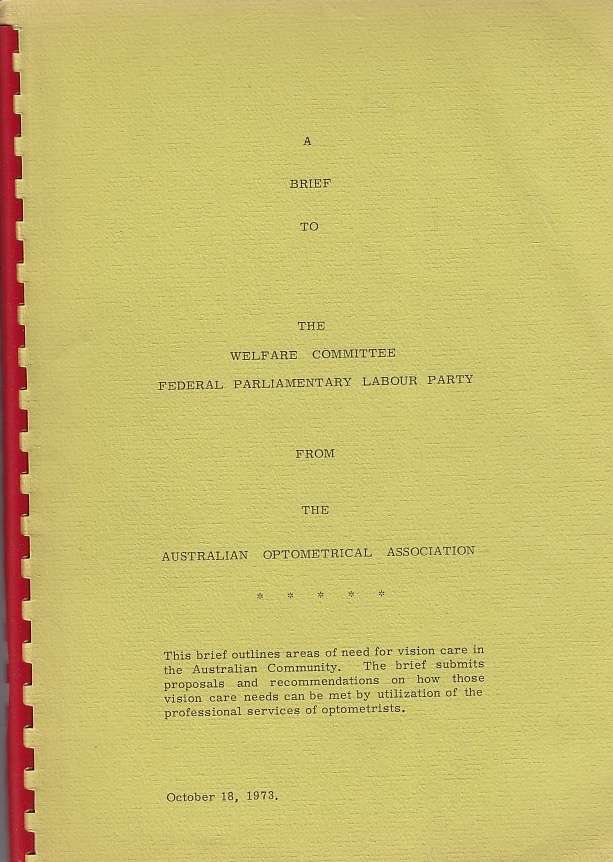 A
BRIEF
TO
THE
WELFARE COMMITTEE
FEDERAL PARLIAMENTARY LABOUR PARTY
FROM
THE
AUSTRALIAN OPTOMETRICAL ASSOCIATION
* * * * *
This brief outlines areas of need for vision care in
the Australian Community. The brief submits
proposals and recommendations on how those
vision care needs can be met by utilization of the
professional services of optometrists.
October 18, 1973.